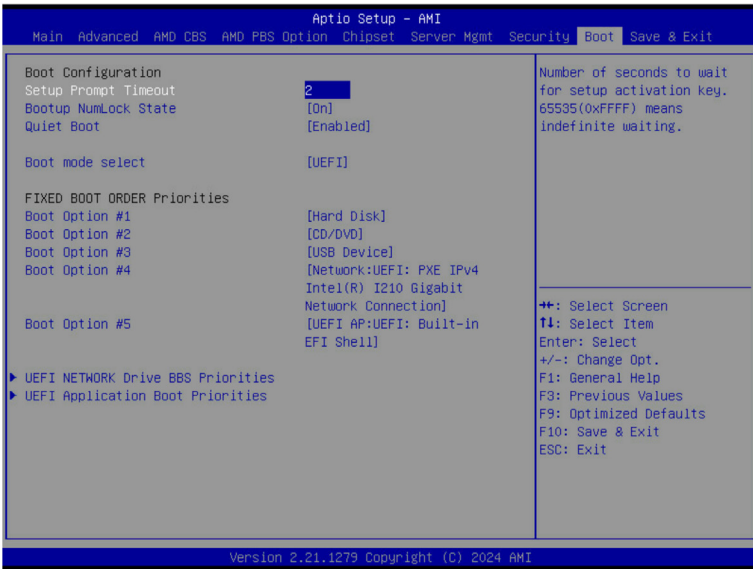 Aptio Setup - AMI
Main Advanced AMD CBS AMD PBS Option Chipset Server Mgmt Security Boot Save & Exit
Boot Configuration
Setup Prompt Timeout 2
Bootup NumLock State [On]
Quiet Boot [Enabled]
Boot mode select [UEFI]
FIXED BOOT ORDER Priorities
Boot Option #1 [Hard Disk]
Boot Option #2 [CD/DVD]
Boot Option #3 [USB Device]
Boot Option #4 [Network:UEFI: PXE IPv4
Intel(R) I210 Gigabit
Network Connection]
Boot Option #5 [UEFI AP:UEFI: Built-in
EFI Shell]
▶ UEFI NETWORK Drive BBS Priorities
▶ UEFI Application Boot Priorities
Number of seconds to wait
for setup activation key.
65535(0xFFFF) means
indefinite waiting.
→←: Select Screen
↑↓: Select Item
Enter: Select
+/-: Change Opt.
F1: General Help
F3: Previous Values
F9: Optimized Defaults
F10: Save & Exit
ESC: Exit
Version 2.21.1279 Copyright (C) 2024 AMI